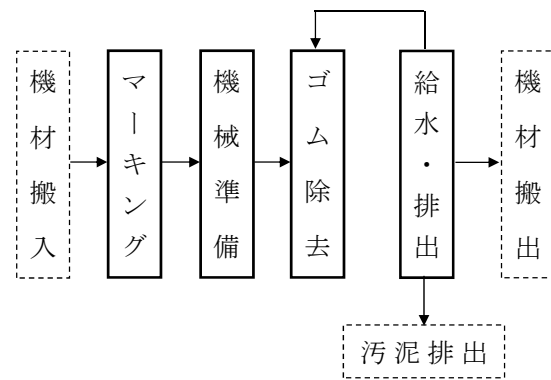 機材搬入
マーキング
機械準備
ゴム除去
給水・排出
機材搬出
汚泥排出